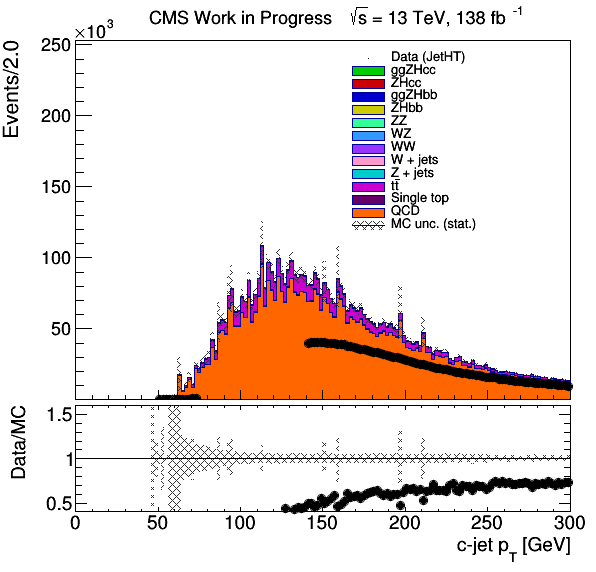 CMS Work in Progress √s = 13 TeV, 138 fb⁻¹
×10³
Events/2.0
250
200
150
100
50
Data (JetHT)
ggZHcc
ZHcc
ggZHbb
ZHbb
ZZ
WZ
WW
W + jets
Z + jets
tt̄
Single top
QCD
MC unc. (stat.)
Data/MC
1.5
1
0.5
0 50 100 150 200 250 300
c-jet p_T [GeV]